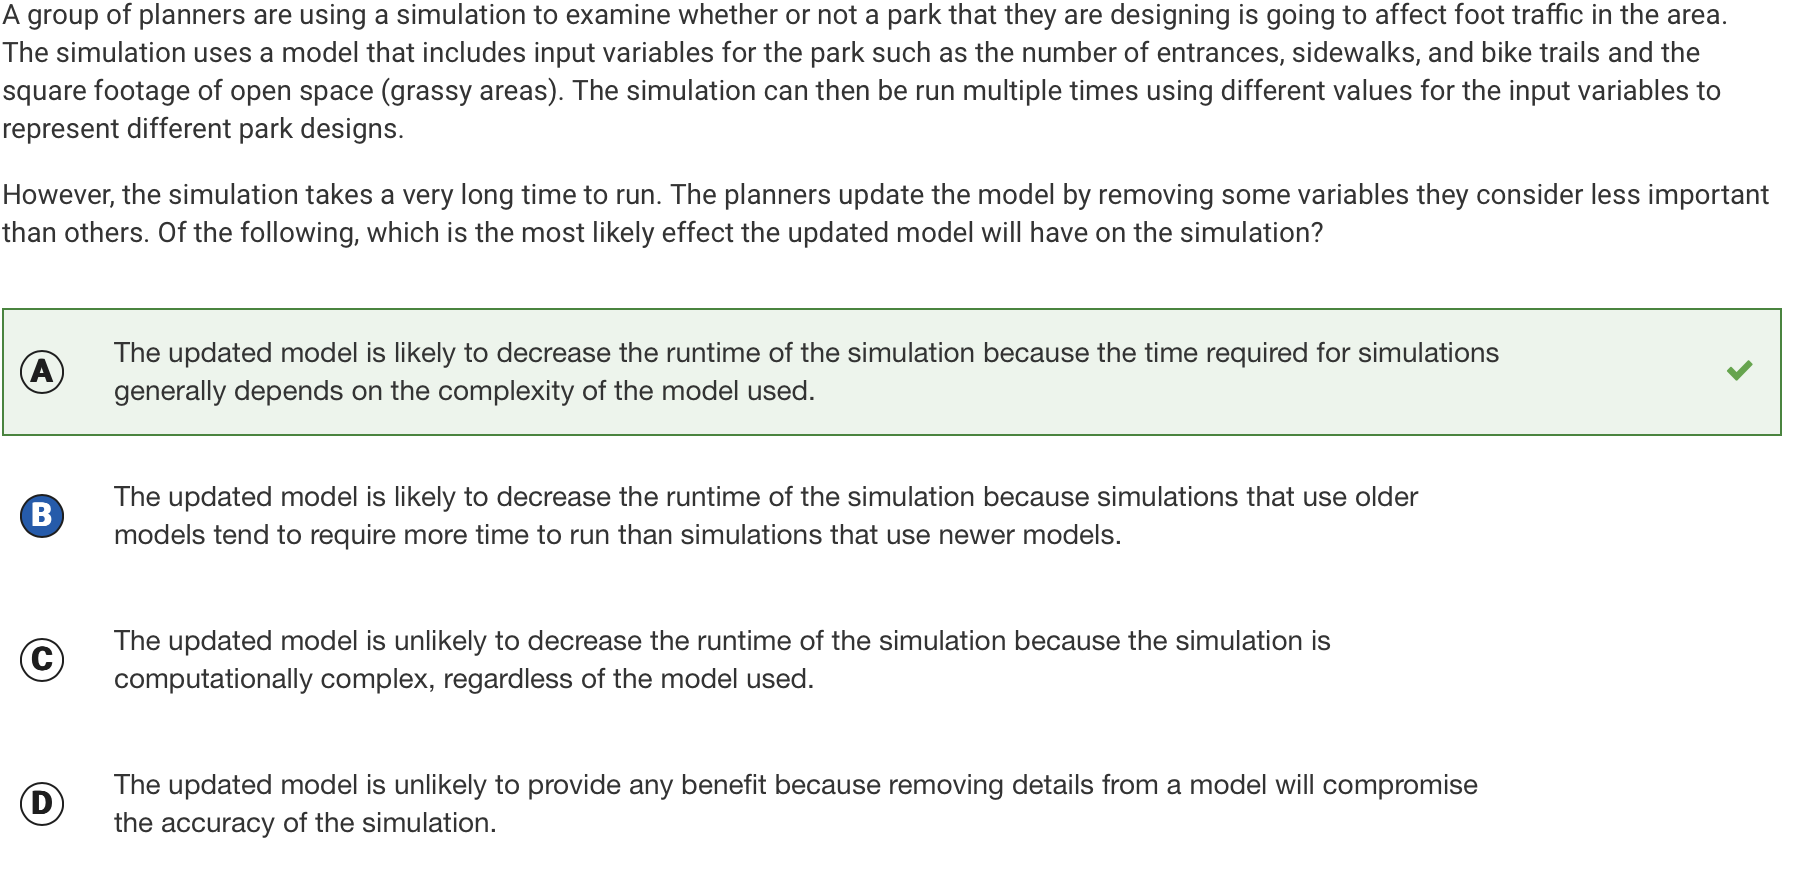 A group of planners are using a simulation to examine whether or not a park that they are designing is going to affect foot traffic in the area.
The simulation uses a model that includes input variables for the park such as the number of entrances, sidewalks, and bike trails and the
square footage of open space (grassy areas). The simulation can then be run multiple times using different values for the input variables to
represent different park designs.
However, the simulation takes a very long time to run. The planners update the model by removing some variables they consider less important
than others. Of the following, which is the most likely effect the updated model will have on the simulation?
A
The updated model is likely to decrease the runtime of the simulation because the time required for simulations
generally depends on the complexity of the model used.
B
The updated model is likely to decrease the runtime of the simulation because simulations that use older
models tend to require more time to run than simulations that use newer models.
C
The updated model is unlikely to decrease the runtime of the simulation because the simulation is
computationally complex, regardless of the model used.
D
The updated model is unlikely to provide any benefit because removing details from a model will compromise
the accuracy of the simulation.